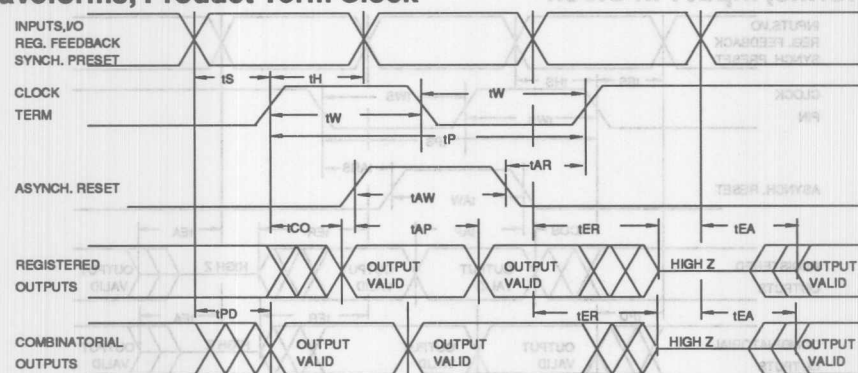 aveforms, Product Term Clock
INPUTS,I/O
REG. FEEDBACK
SYNCH. PRESET
tS
tH
CLOCK
TERM
tW
tW
tP
tAR
ASYNCH. RESET
tAW
tCO
tAP
tER
tEA
REGISTERED
OUTPUTS
OUTPUT
VALID
OUTPUT
VALID
HIGH Z
OUTPUT
VALID
tPD
tER
tEA
COMBINATORIAL
OUTPUTS
OUTPUT
VALID
OUTPUT
VALID
HIGH Z
OUTPUT
VALID